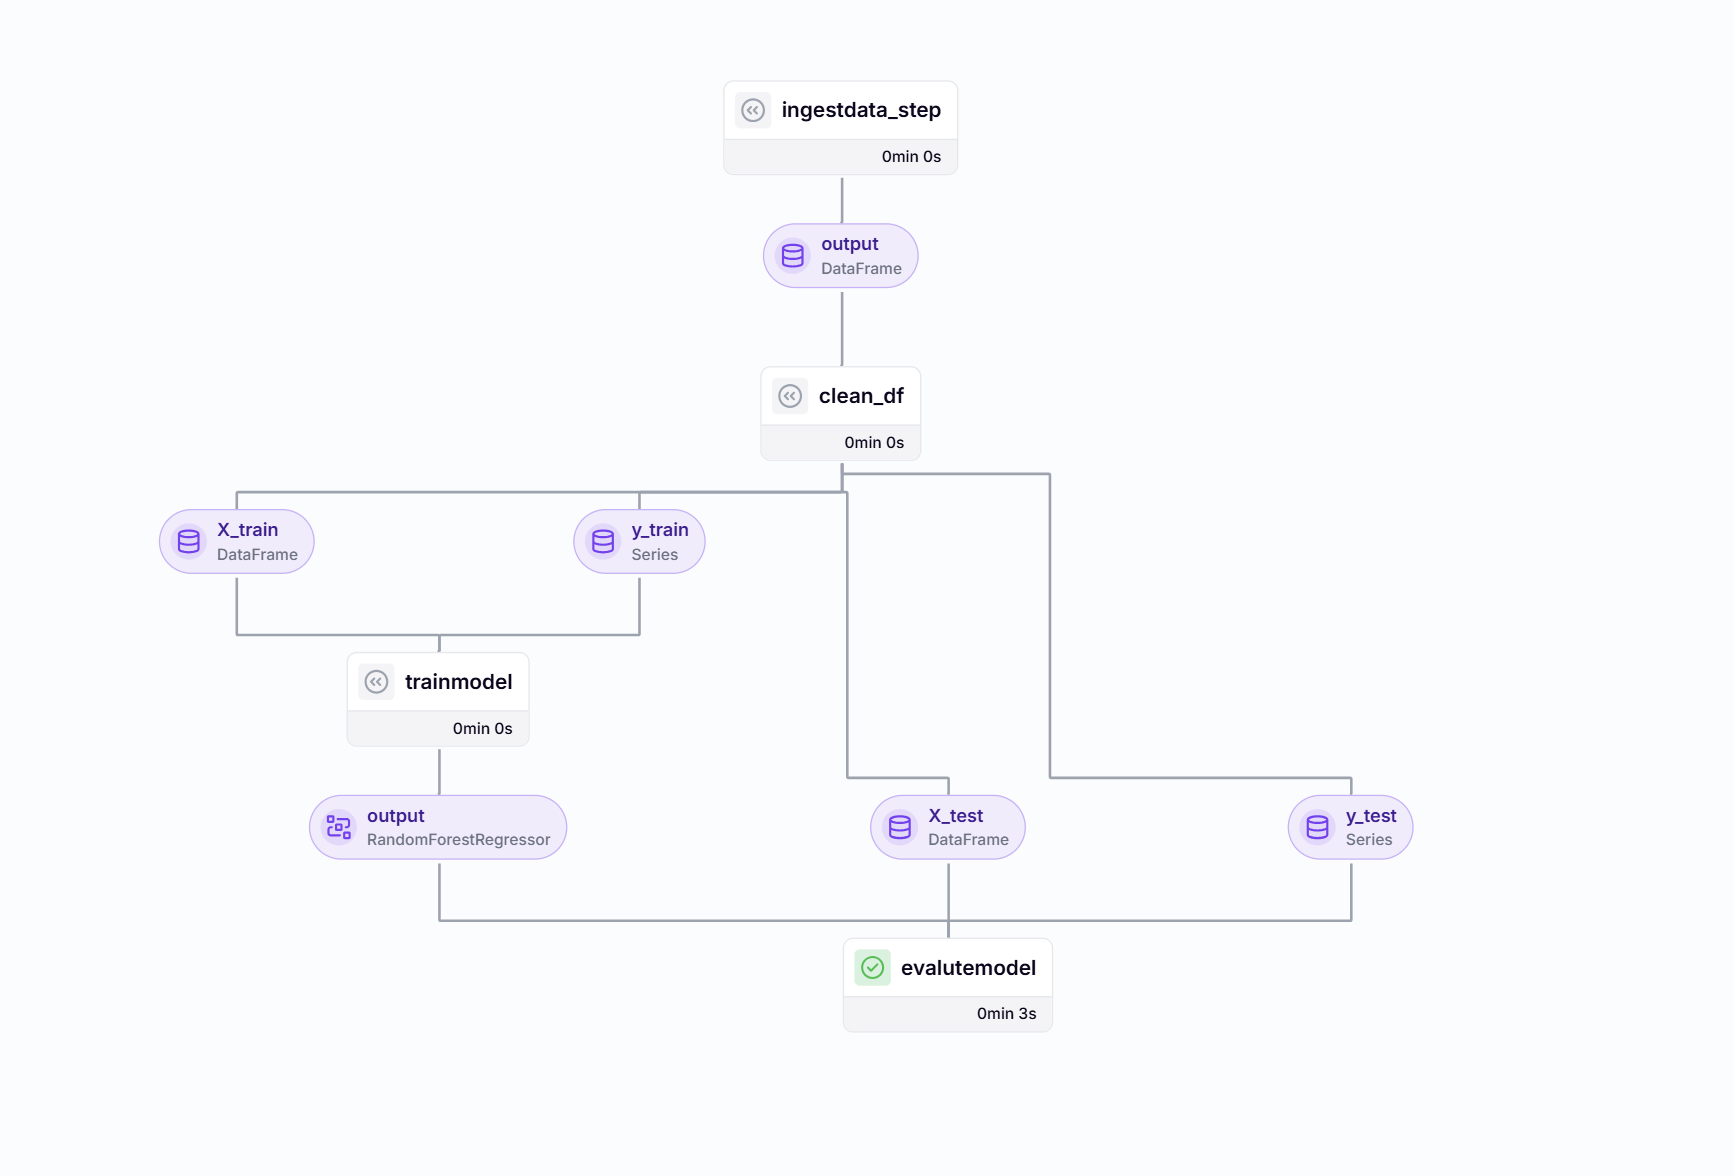 ingestdata_step
0min 0s
output
DataFrame
clean_df
0min 0s
X_train
DataFrame
y_train
Series
trainmodel
0min 0s
output
RandomForestRegressor
X_test
DataFrame
y_test
Series
evalutemodel
0min 3s